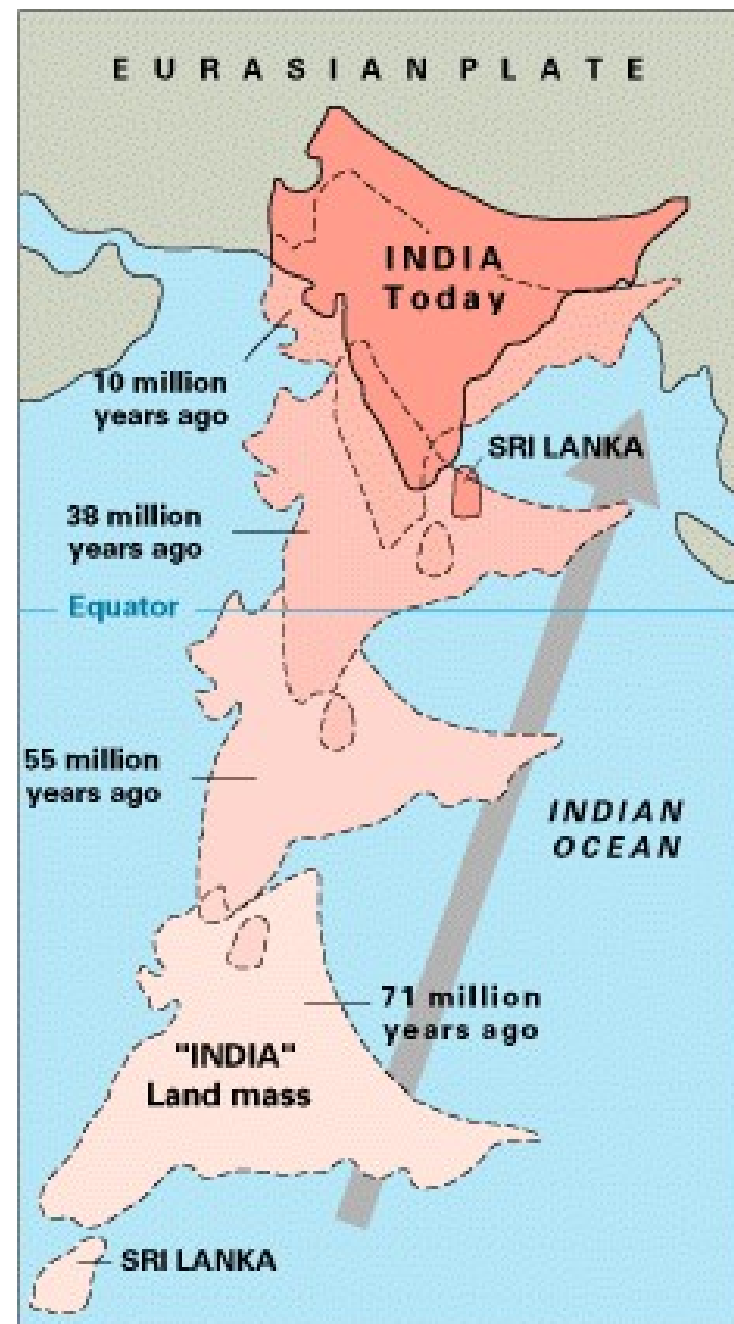 EURASIAN PLATE
INDIA
Today
10 million
years ago
SRI LANKA
38 million
years ago
Equator
55 million
years ago
INDIAN
OCEAN
71 million
years ago
"INDIA"
Land mass
SRI LANKA